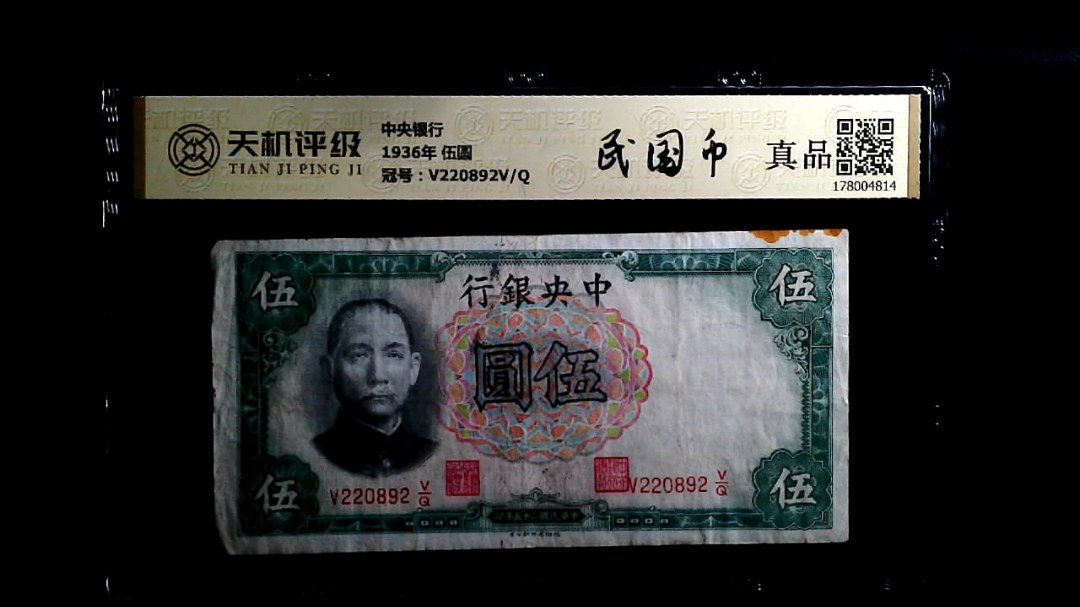 天机评级
TIAN JI PING JI
中央银行
1936年 伍圆
冠号：V220892V/Q
民国币
真品
178004814
伍
行銀央中
伍
圓伍
V220892 V/Q
V220892 V/Q
伍
伍